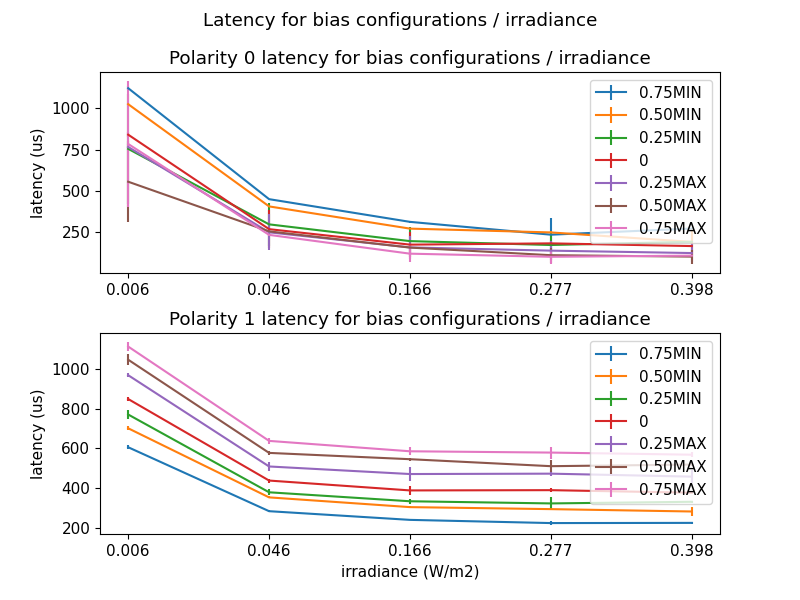 Latency for bias configurations / irradiance
Polarity 0 latency for bias configurations / irradiance
latency (us)
1000
750
500
250
0.75MIN
0.50MIN
0.25MIN
0
0.25MAX
0.50MAX
0.75MAX
0.006 0.046 0.166 0.277 0.398
Polarity 1 latency for bias configurations / irradiance
latency (us)
1000
800
600
400
200
0.75MIN
0.50MIN
0.25MIN
0
0.25MAX
0.50MAX
0.75MAX
0.006 0.046 0.166 0.277 0.398
irradiance (W/m2)